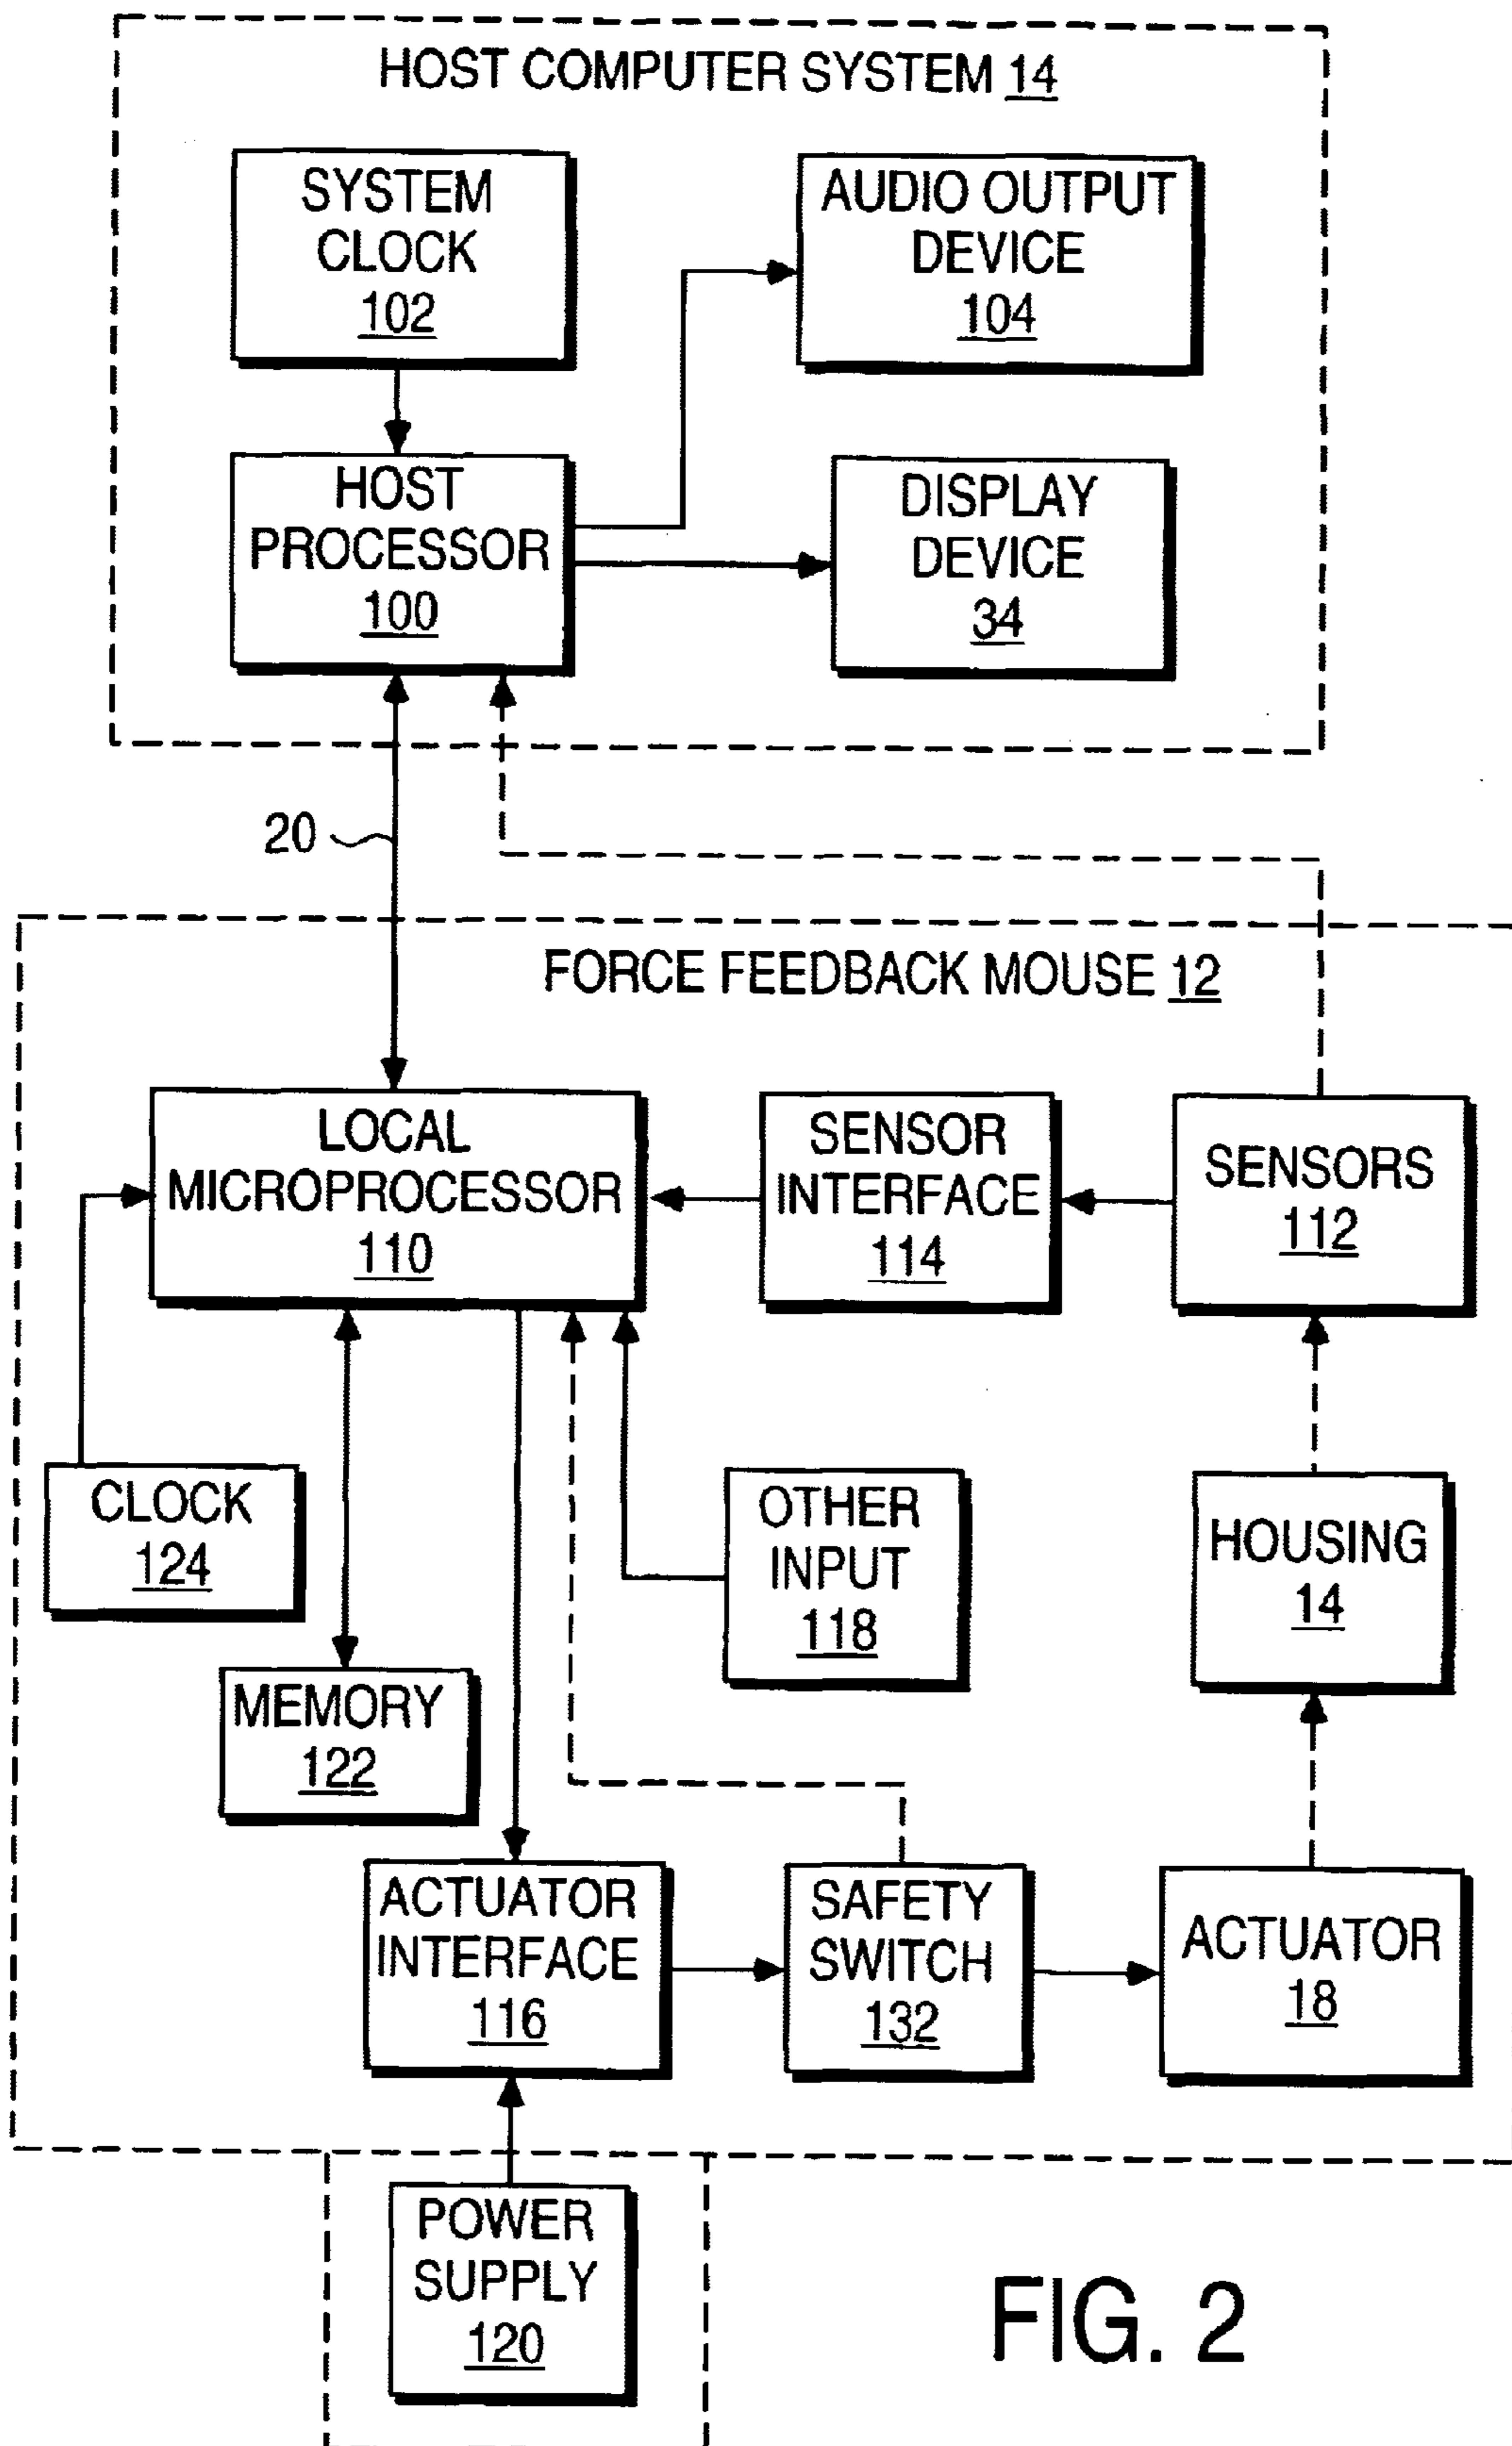 HOST COMPUTER SYSTEM 14
SYSTEM
CLOCK
102
AUDIO OUTPUT
DEVICE
104
HOST
PROCESSOR
100
DISPLAY
DEVICE
34
20
FORCE FEEDBACK MOUSE 12
LOCAL
MICROPROCESSOR
110
SENSOR
INTERFACE
114
SENSORS
112
CLOCK
124
OTHER
INPUT
118
HOUSING
14
MEMORY
122
ACTUATOR
INTERFACE
116
SAFETY
SWITCH
132
ACTUATOR
18
POWER
SUPPLY
120
FIG. 2